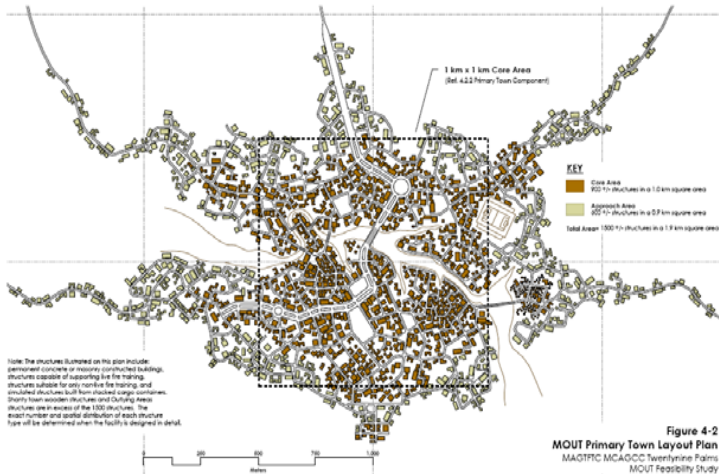 1 km x 1 km Core Area
(Ref. 4.2.2 Primary Town Component)
KEY
Core Area
900 +/- structures in a 1.0 km square area
Approach Area
600 +/- structures in a 0.9 km square area
Total Area= 1500 +/- structures in a 1.9 km square area
Note: The structures illustrated on this plan include:
permanent concrete or masonry constructed buildings,
structures capable of supporting live fire training,
structures suitable for only non-live fire training, and
simulated structures built from stacked cargo containers.
Shanty town wooden structures and Outlying Areas
structures are in excess of the 1500 structures. The
exact number and spatial distribution of each structure
type will be determined when the facility is designed in detail.
0 200 500 700 1,000
Meters
Figure 4-2
MOUT Primary Town Layout Plan
MAGTFTC MCAGCC Twentynine Palms
MOUT Feasibility Study